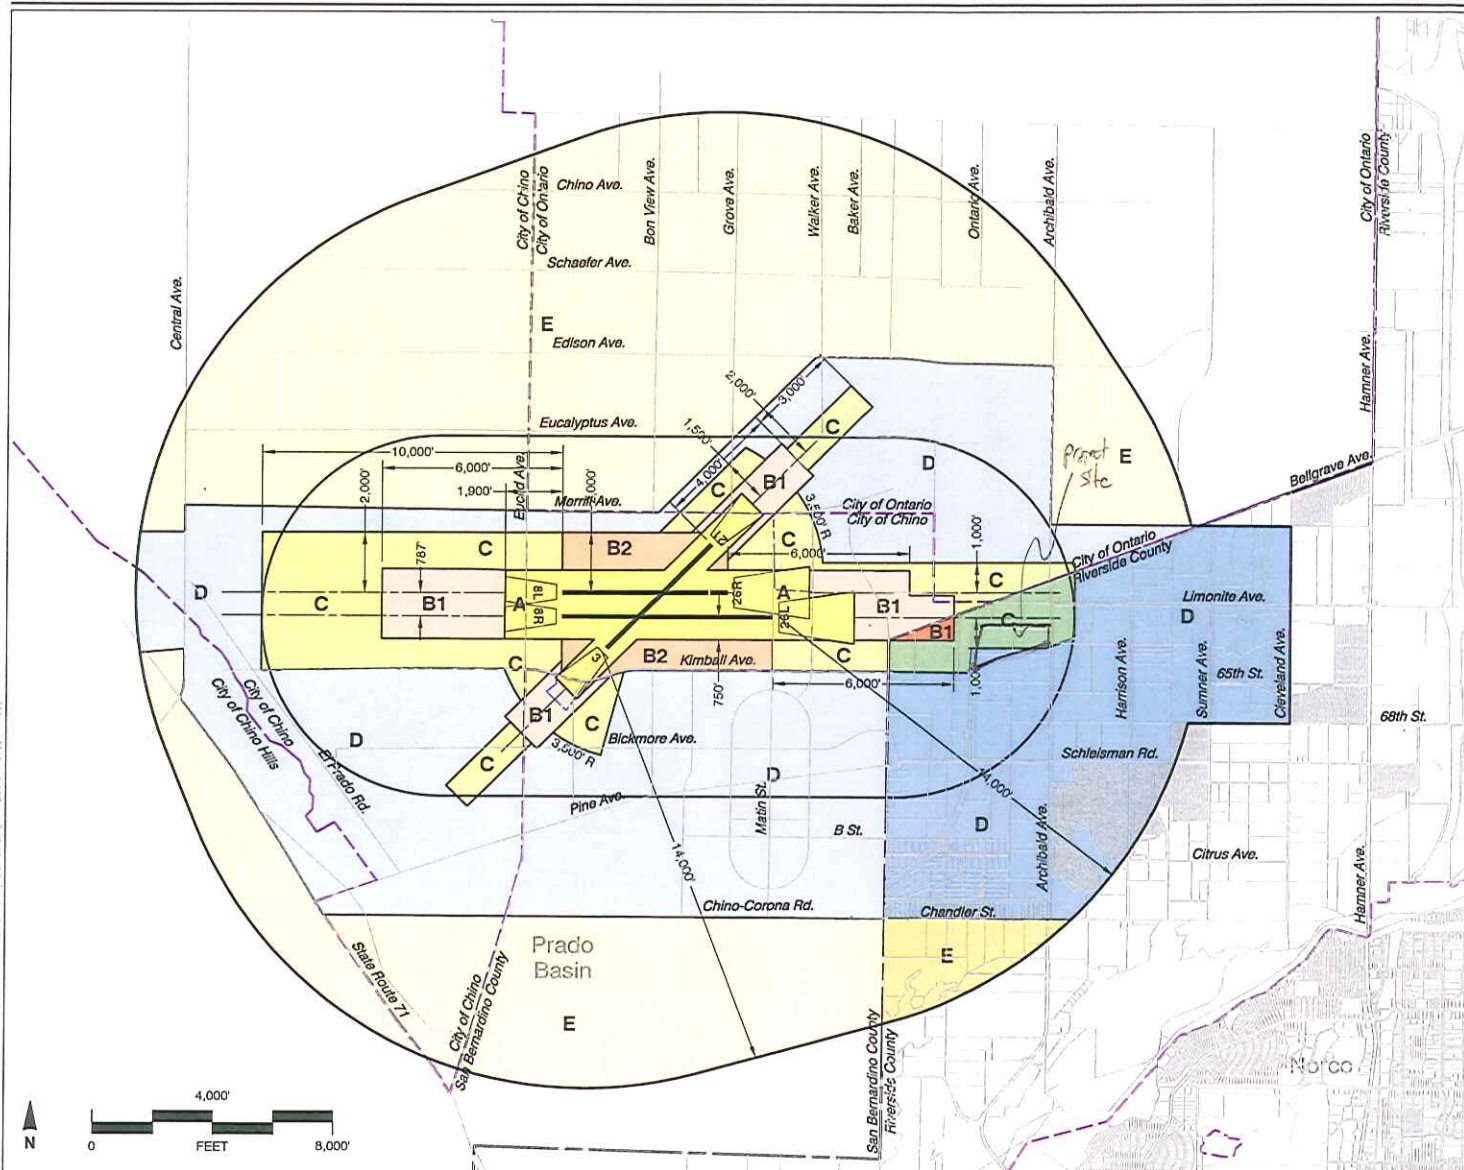 Chino Ave.
Schaefer Ave.
Edison Ave.
Eucalyptus Ave.
Merrill Ave.
Central Ave.
City of Chino
City of Ontario
Bon View Ave.
Grove Ave.
Walker Ave.
Baker Ave.
Ontario Ave.
Archibald Ave.
City of Ontario
Riverside County
Hamner Ave.
Bellgrave Ave.
E
E
project
site
D
2,000'
3,000'
1,500'
4,000'
C
C
B1
3,500' R
City of Ontario
City of Chino
10,000'
6,000'
1,900'
2,000'
Euclid Ave.
787'
C
B2
C
6,000'
1,000'
C
City of Ontario
Riverside County
Limonite Ave.
D
D
C
B1
A
8L
8R
21
26R
26L
A
B1
B1
C
C
B2
Kimball Ave.
C
3
750'
6,000'
1,000'
Harrison Ave.
Sumner Ave.
65th St.
Cleveland Ave.
68th St.
City of Chino
City of Chino Hills
El Prado Rd.
D
B1
C
C
3,500' R
Bickmore Ave.
Pine Ave.
D
Matin St.
B St.
Schleisman Rd.
14,000'
14,000'
D
Archibald Ave.
Citrus Ave.
Hamner Ave.
Chino-Corona Rd.
Chandler St.
State Route 71
Prado
Basin
E
E
City of Chino
San Bernardino County
San Bernardino County
Riverside County
Norco
N
4,000'
0
FEET
8,000'